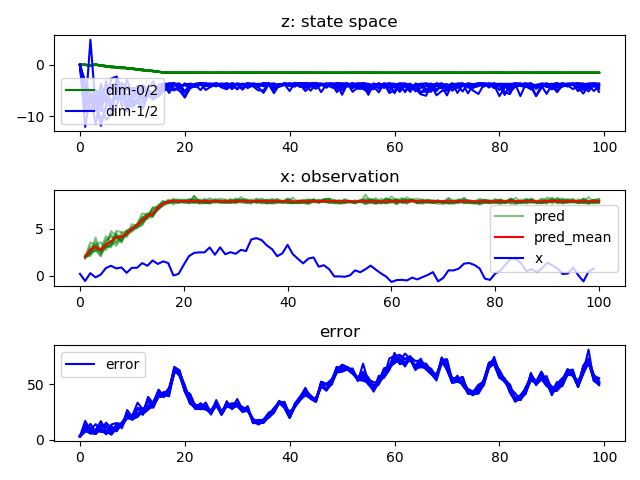 z: state space
0
−10
dim-0/2
dim-1/2
0 20 40 60 80 100
x: observation
5
0
pred
pred_mean
x
0 20 40 60 80 100
error
50
0
error
0 20 40 60 80 100